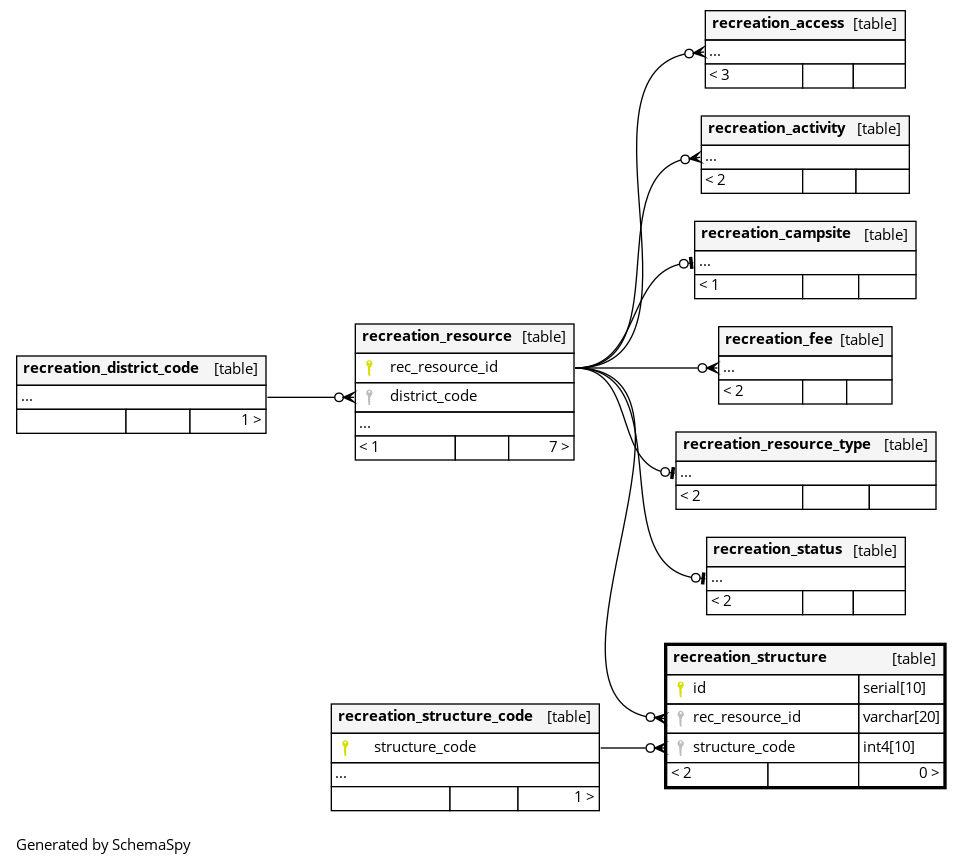 recreation_access [table]
...
< 3
recreation_activity [table]
...
< 2
recreation_campsite [table]
...
< 1
recreation_fee [table]
...
< 2
recreation_resource [table]
rec_resource_id
district_code
...
< 1 7 >
recreation_district_code [table]
...
1 >
recreation_resource_type [table]
...
< 2
recreation_status [table]
...
< 2
recreation_structure [table]
id serial[10]
rec_resource_id varchar[20]
structure_code int4[10]
< 2 0 >
recreation_structure_code [table]
structure_code
...
1 >
Generated by SchemaSpy